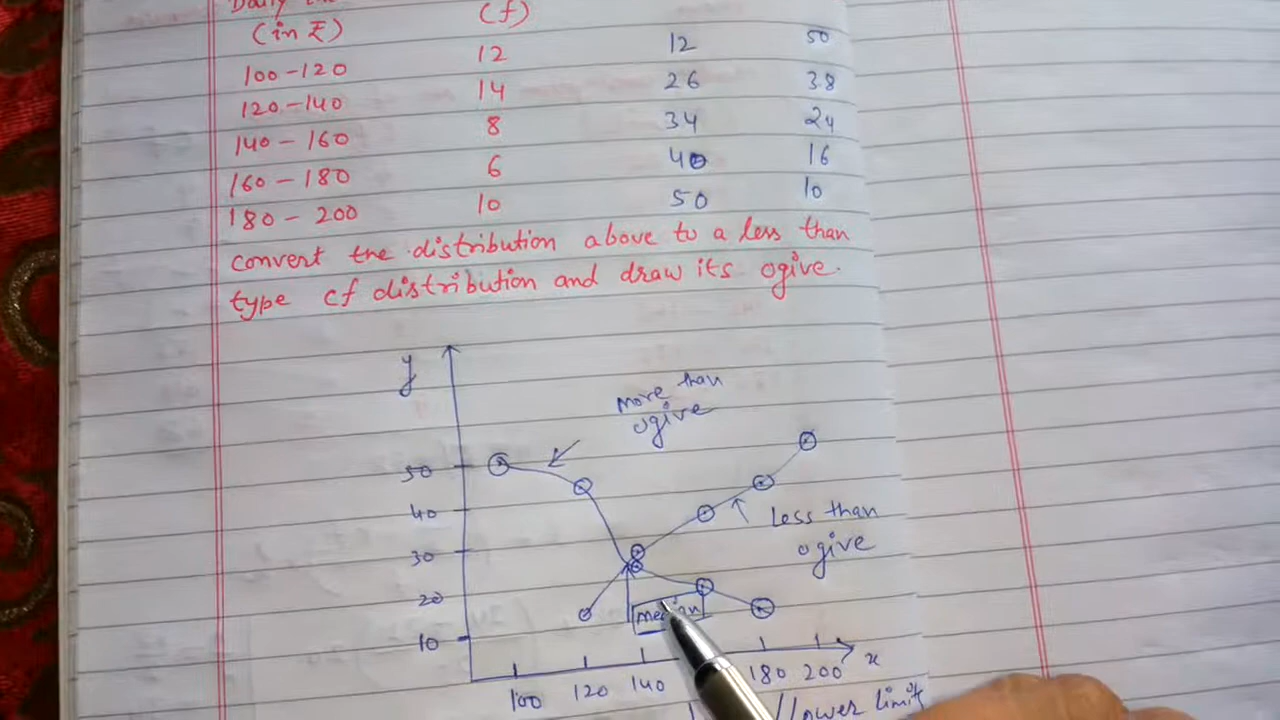 Daily
(in ₹) (f)
100-120 12 12 50
120-140 14 26 38
140-160 8 34 24
160-180 6 40 16
180-200 10 50 10
convert the distribution above to a less than
type cf distribution and draw its ogive.
y
More than
ogive
50
40
30
20
10
Less than
ogive
median
100 120 140 180 200 x
/lower limit